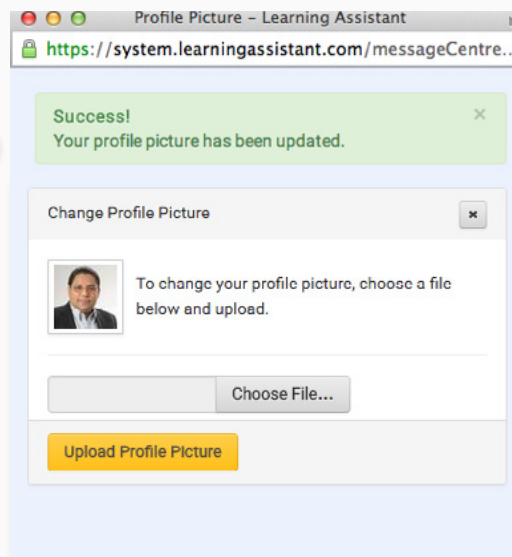 Profile Picture – Learning Assistant
https://system.learningassistant.com/messageCentre...
Success!
×
Your profile picture has been updated.
Change Profile Picture
To change your profile picture, choose a file
below and upload.
Choose File...
Upload Profile Picture